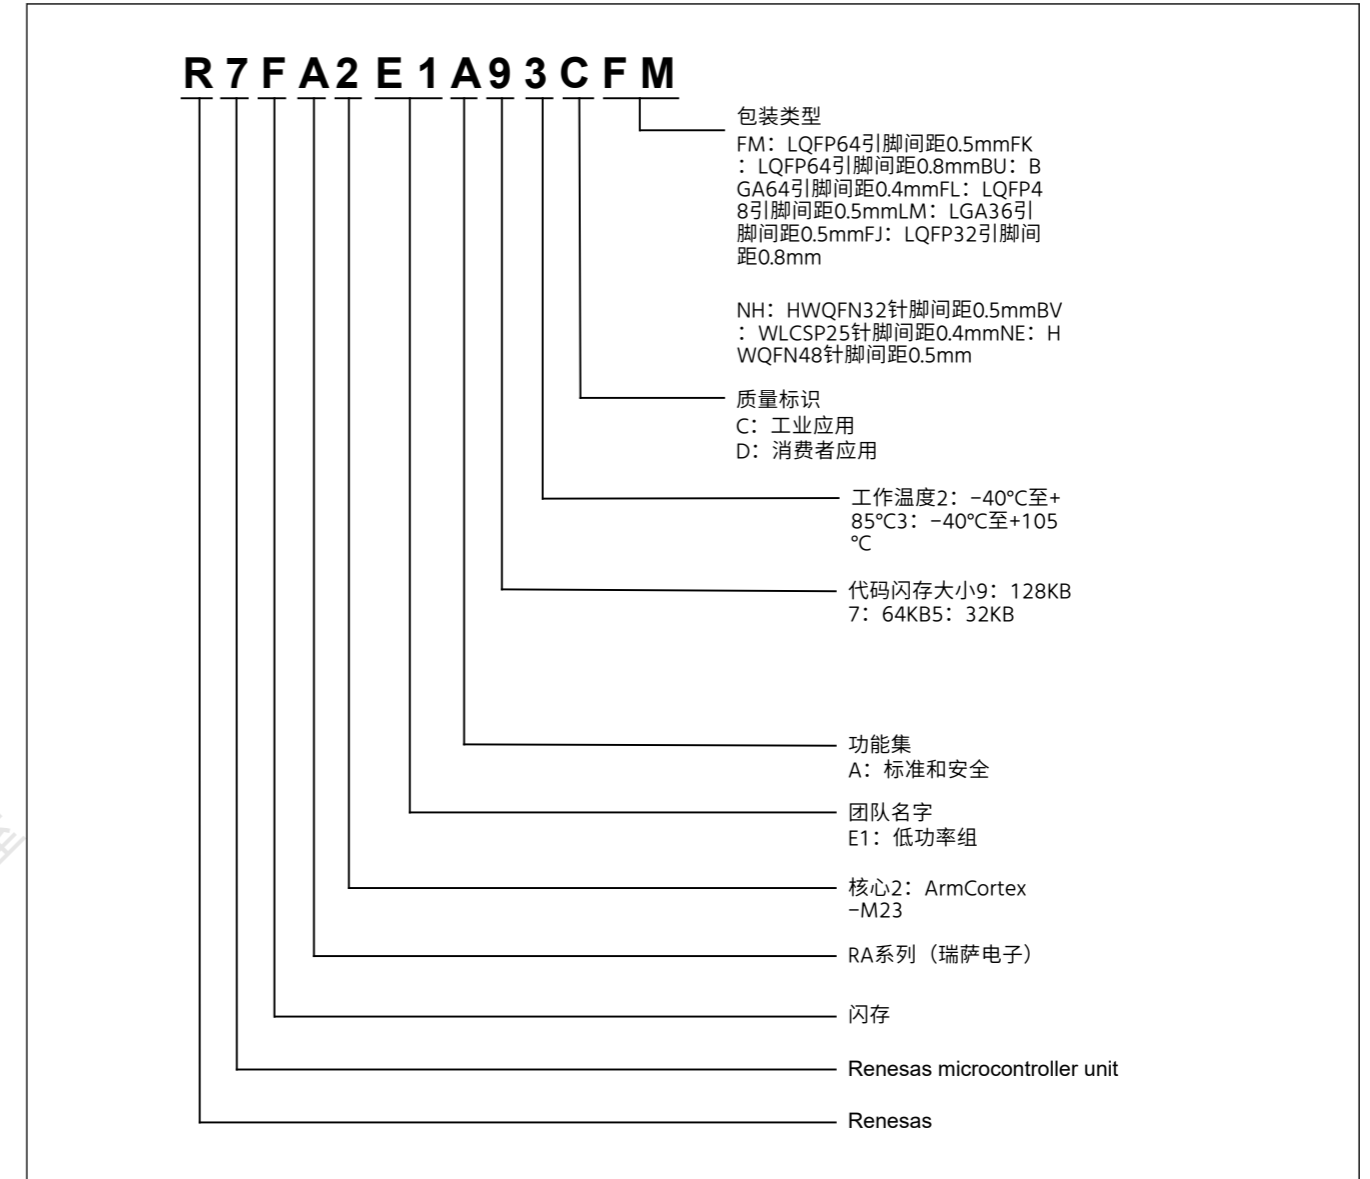 R7FA2E1A93CFM
包装类型
FM：LQFP64引脚间距0.5mmFK
：LQFP64引脚间距0.8mmBU：B
GA64引脚间距0.4mmFL：LQFP4
8引脚间距0.5mmLM：LGA36引
脚间距0.5mmFJ：LQFP32引脚间
距0.8mm
NH：HWQFN32针脚间距0.5mmBV
：WLCSP25针脚间距0.4mmNE：H
WQFN48针脚间距0.5mm
质量标识
C：工业应用
D：消费者应用
工作温度2：−40°C至+
85°C3：−40°C至+105
°C
代码闪存大小9：128KB
7：64KB5：32KB
功能集
A：标准和安全
团队名字
E1：低功率组
核心2：ArmCortex
−M23
RA系列（瑞萨电子）
闪存
Renesas microcontroller unit
Renesas